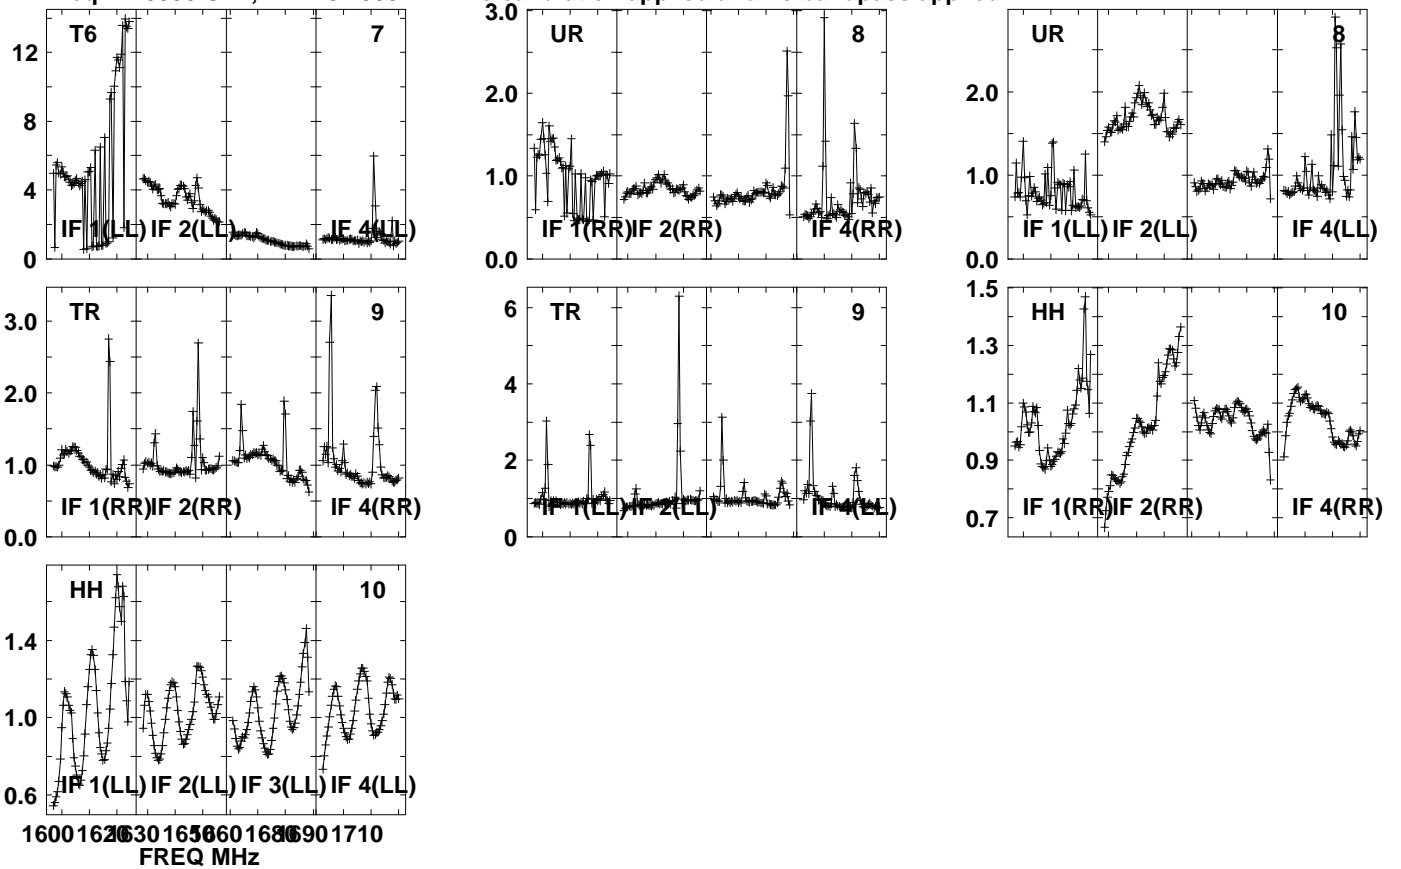 T6 7
12
8
4
0
IF 1(LL) IF 2(LL) IF 4(LL)
UR 8
3.0
2.0
1.0
0.0
IF 1(RR) IF 2(RR) IF 4(RR)
UR 8
2.0
1.0
0.0
IF 1(LL) IF 2(LL) IF 4(LL)
TR 9
3.0
2.0
1.0
0.0
IF 1(RR) IF 2(RR) IF 4(RR)
TR 9
6
4
2
0
IF 1(LL) IF 2(LL) IF 4(LL)
HH 10
1.5
1.3
1.1
0.9
0.7
IF 1(RR) IF 2(RR) IF 4(RR)
HH 10
1.4
1.0
0.6
IF 1(LL) IF 2(LL) IF 3(LL) IF 4(LL)
1600 1620 1630 1650 1660 1680 1690 1710
FREQ MHz